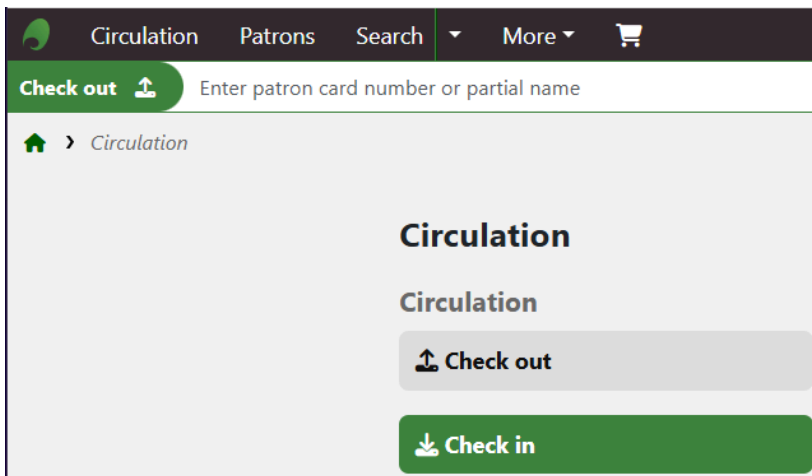 Circulation Patrons Search More
Check out Enter patron card number or partial name
Circulation
Circulation
Circulation
Check out
Check in